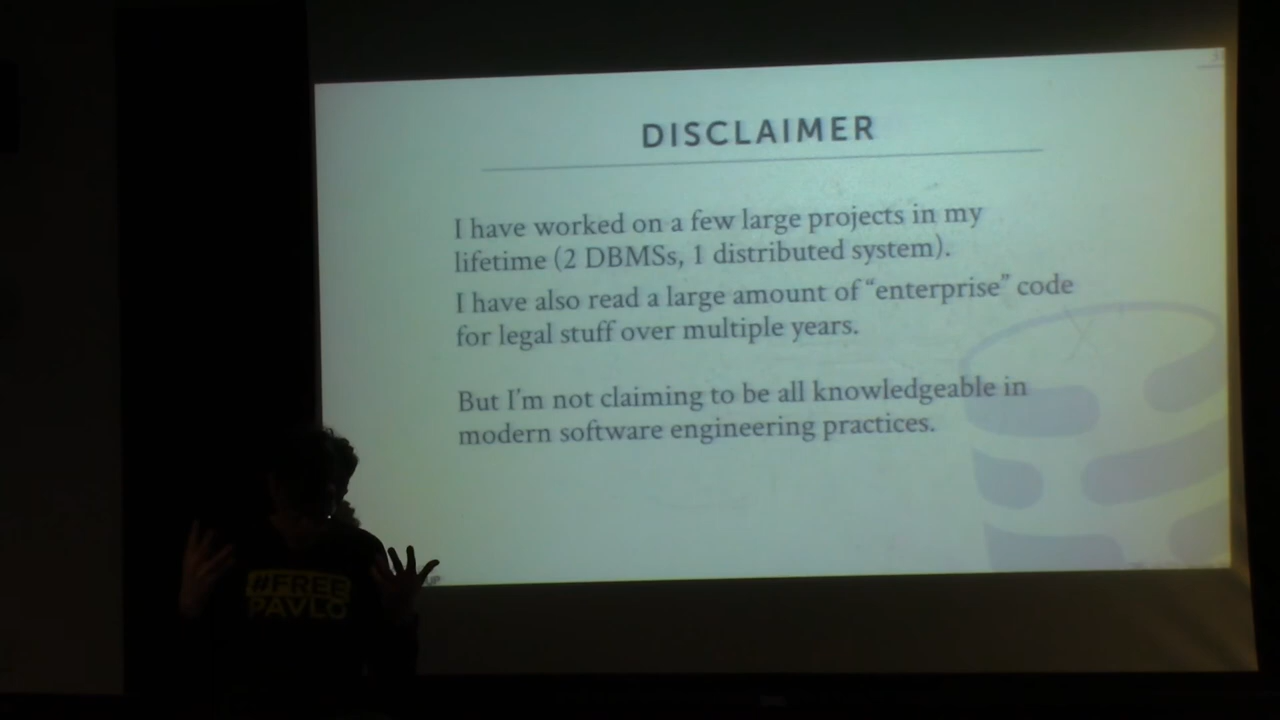 DISCLAIMER
I have worked on a few large projects in my
lifetime (2 DBMSs, 1 distributed system).
I have also read a large amount of “enterprise” code
for legal stuff over multiple years.
But I'm not claiming to be all knowledgeable in
modern software engineering practices.
#FREE
PAVLO